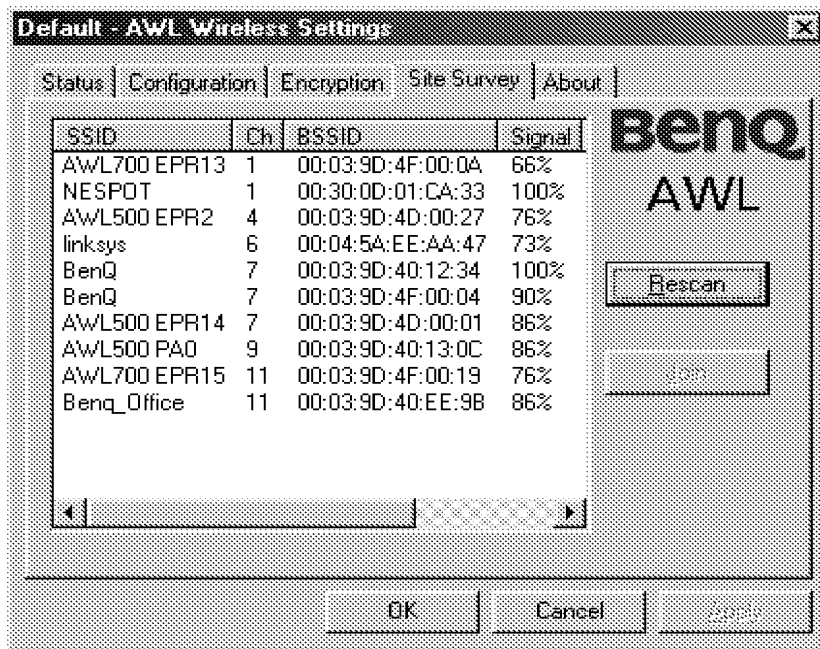 Default - AWL Wireless Settings
Status Configuration Encryption Site Survey About
SSID Ch BSSID Signal
AWL700 EPR13 1 00:03:9D:4F:00:0A 66%
NESPOT 1 00:30:0D:01:CA:33 100%
AWL500 EPR2 4 00:03:9D:4D:00:27 76%
linksys 6 00:04:5A:EE:AA:47 73%
BenQ 7 00:03:9D:40:12:34 100%
BenQ 7 00:03:9D:4F:00:04 90%
AWL500 EPR14 7 00:03:9D:4D:00:01 86%
AWL500 PA0 9 00:03:9D:40:13:0C 86%
AWL700 EPR15 11 00:03:9D:4F:00:19 76%
Benq_Office 11 00:03:9D:40:EE:9B 86%
BenQ
AWL
Rescan
Join
OK Cancel Apply